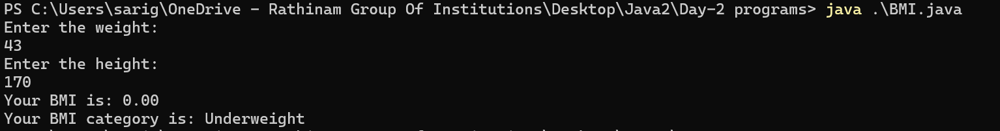 PS C:\Users\sarig\OneDrive - Rathinam Group Of Institutions\Desktop\Java2\Day-2 programs> java .\BMI.java
Enter the weight:
43
Enter the height:
170
Your BMI is: 0.00
Your BMI category is: Underweight